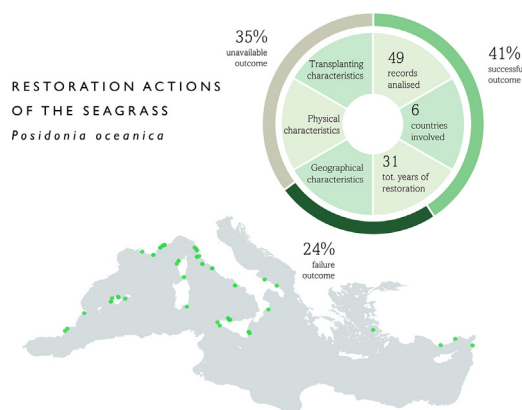 RESTORATION ACTIONS
OF THE SEAGRASS
Posidonia oceanica
35%
unavailable
outcome
41%
successful
outcome
24%
failure
outcome
Transplanting
characteristics
49
records
analised
Physical
characteristics
6
countries
involved
Geographical
characteristics
31
tot. years of
restoration